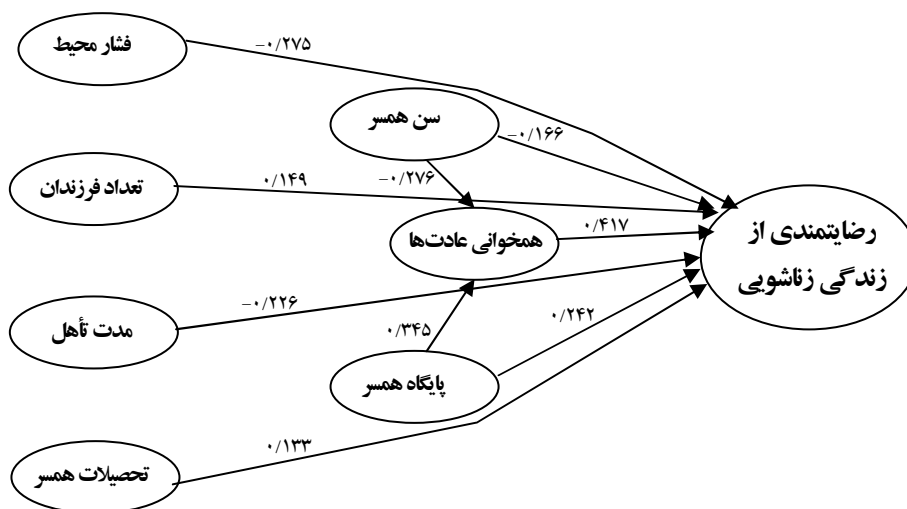 فشار محیط
–۰/۲۷۵
سن همسر
–۰/۱۶۶
تعداد فرزندان
۰/۱۴۹
–۰/۲۷۶
همخوانی عادت‌ها
۰/۴۱۷
رضایتمندی از
زندگی زناشویی
مدت تأهل
–۰/۲۲۶
۰/۳۴۵
۰/۲۴۲
پایگاه همسر
تحصیلات همسر
۰/۱۳۳